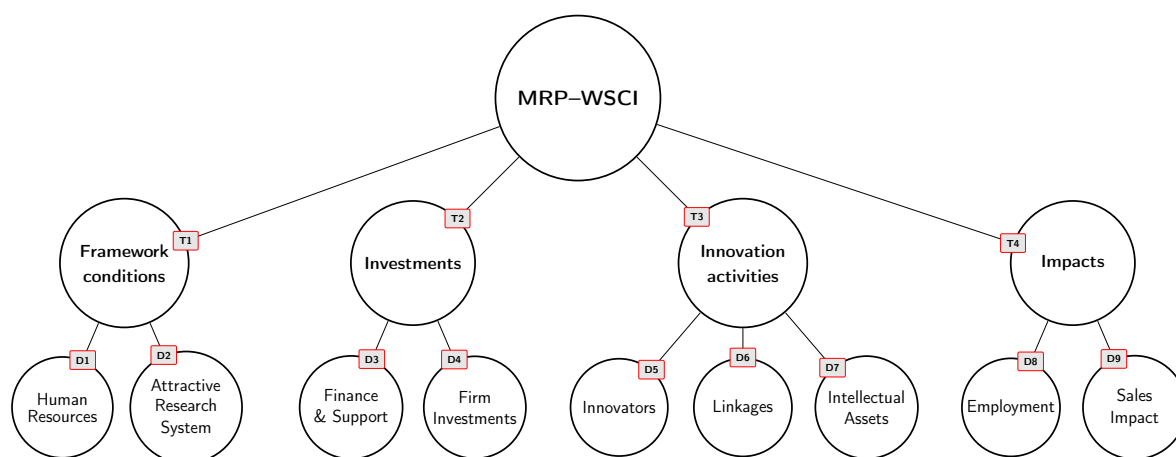 MRP–WSCI
T1
T2
T3
T4
Framework
conditions
Investments
Innovation
activities
Impacts
D1
D2
D3
D4
D5
D6
D7
D8
D9
Human
Resources
Attractive
Research
System
Finance
& Support
Firm
Investments
Innovators
Linkages
Intellectual
Assets
Employment
Sales
Impact